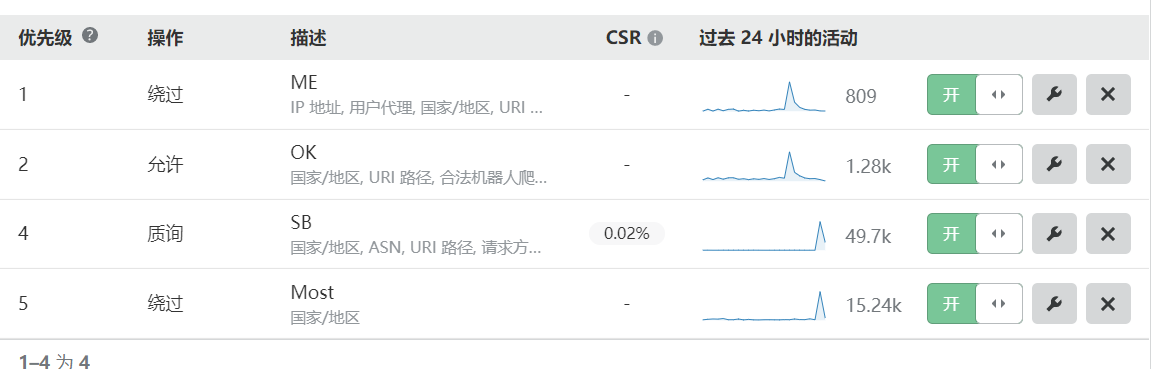 优先级 操作 描述 CSR 过去 24 小时的活动
1 绕过 ME - 809 开
IP 地址, 用户代理, 国家/地区, URI ...
2 允许 OK - 1.28k 开
国家/地区, URI 路径, 合法机器人爬...
4 质询 SB 0.02% 49.7k 开
国家/地区, ASN, URI 路径, 请求方...
5 绕过 Most - 15.24k 开
国家/地区
1–4 为 4